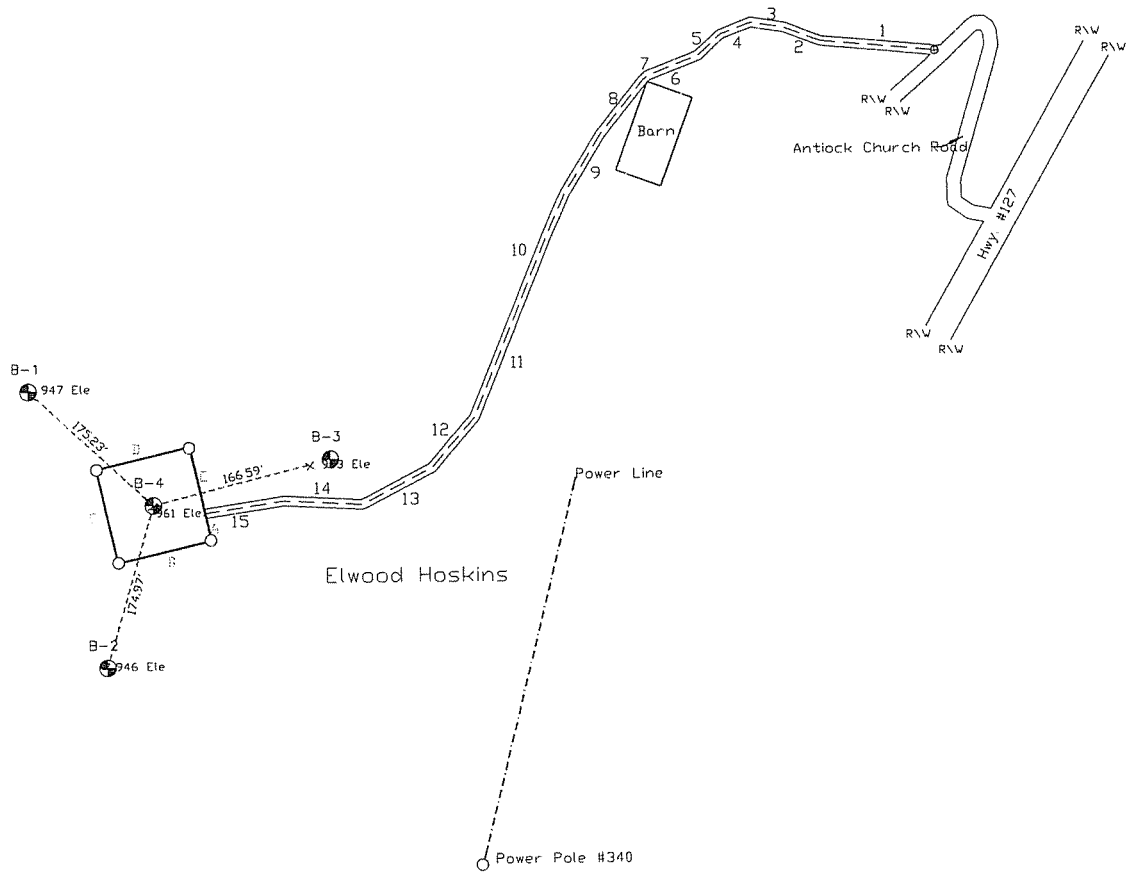 3
R\W
1
5
4
2
R\W
7
6
8
R\W
R\W
Barn
Antiock Church Road
9
Hwy. #127
10
R\W
R\W
11
B-1
947 Ele
175.23'
12
B-3
D
B-4
166.59'
14
13
961 Ele
15
B
Elwood Hoskins
Power Line
174.97'
B-2
946 Ele
Power Pole #340